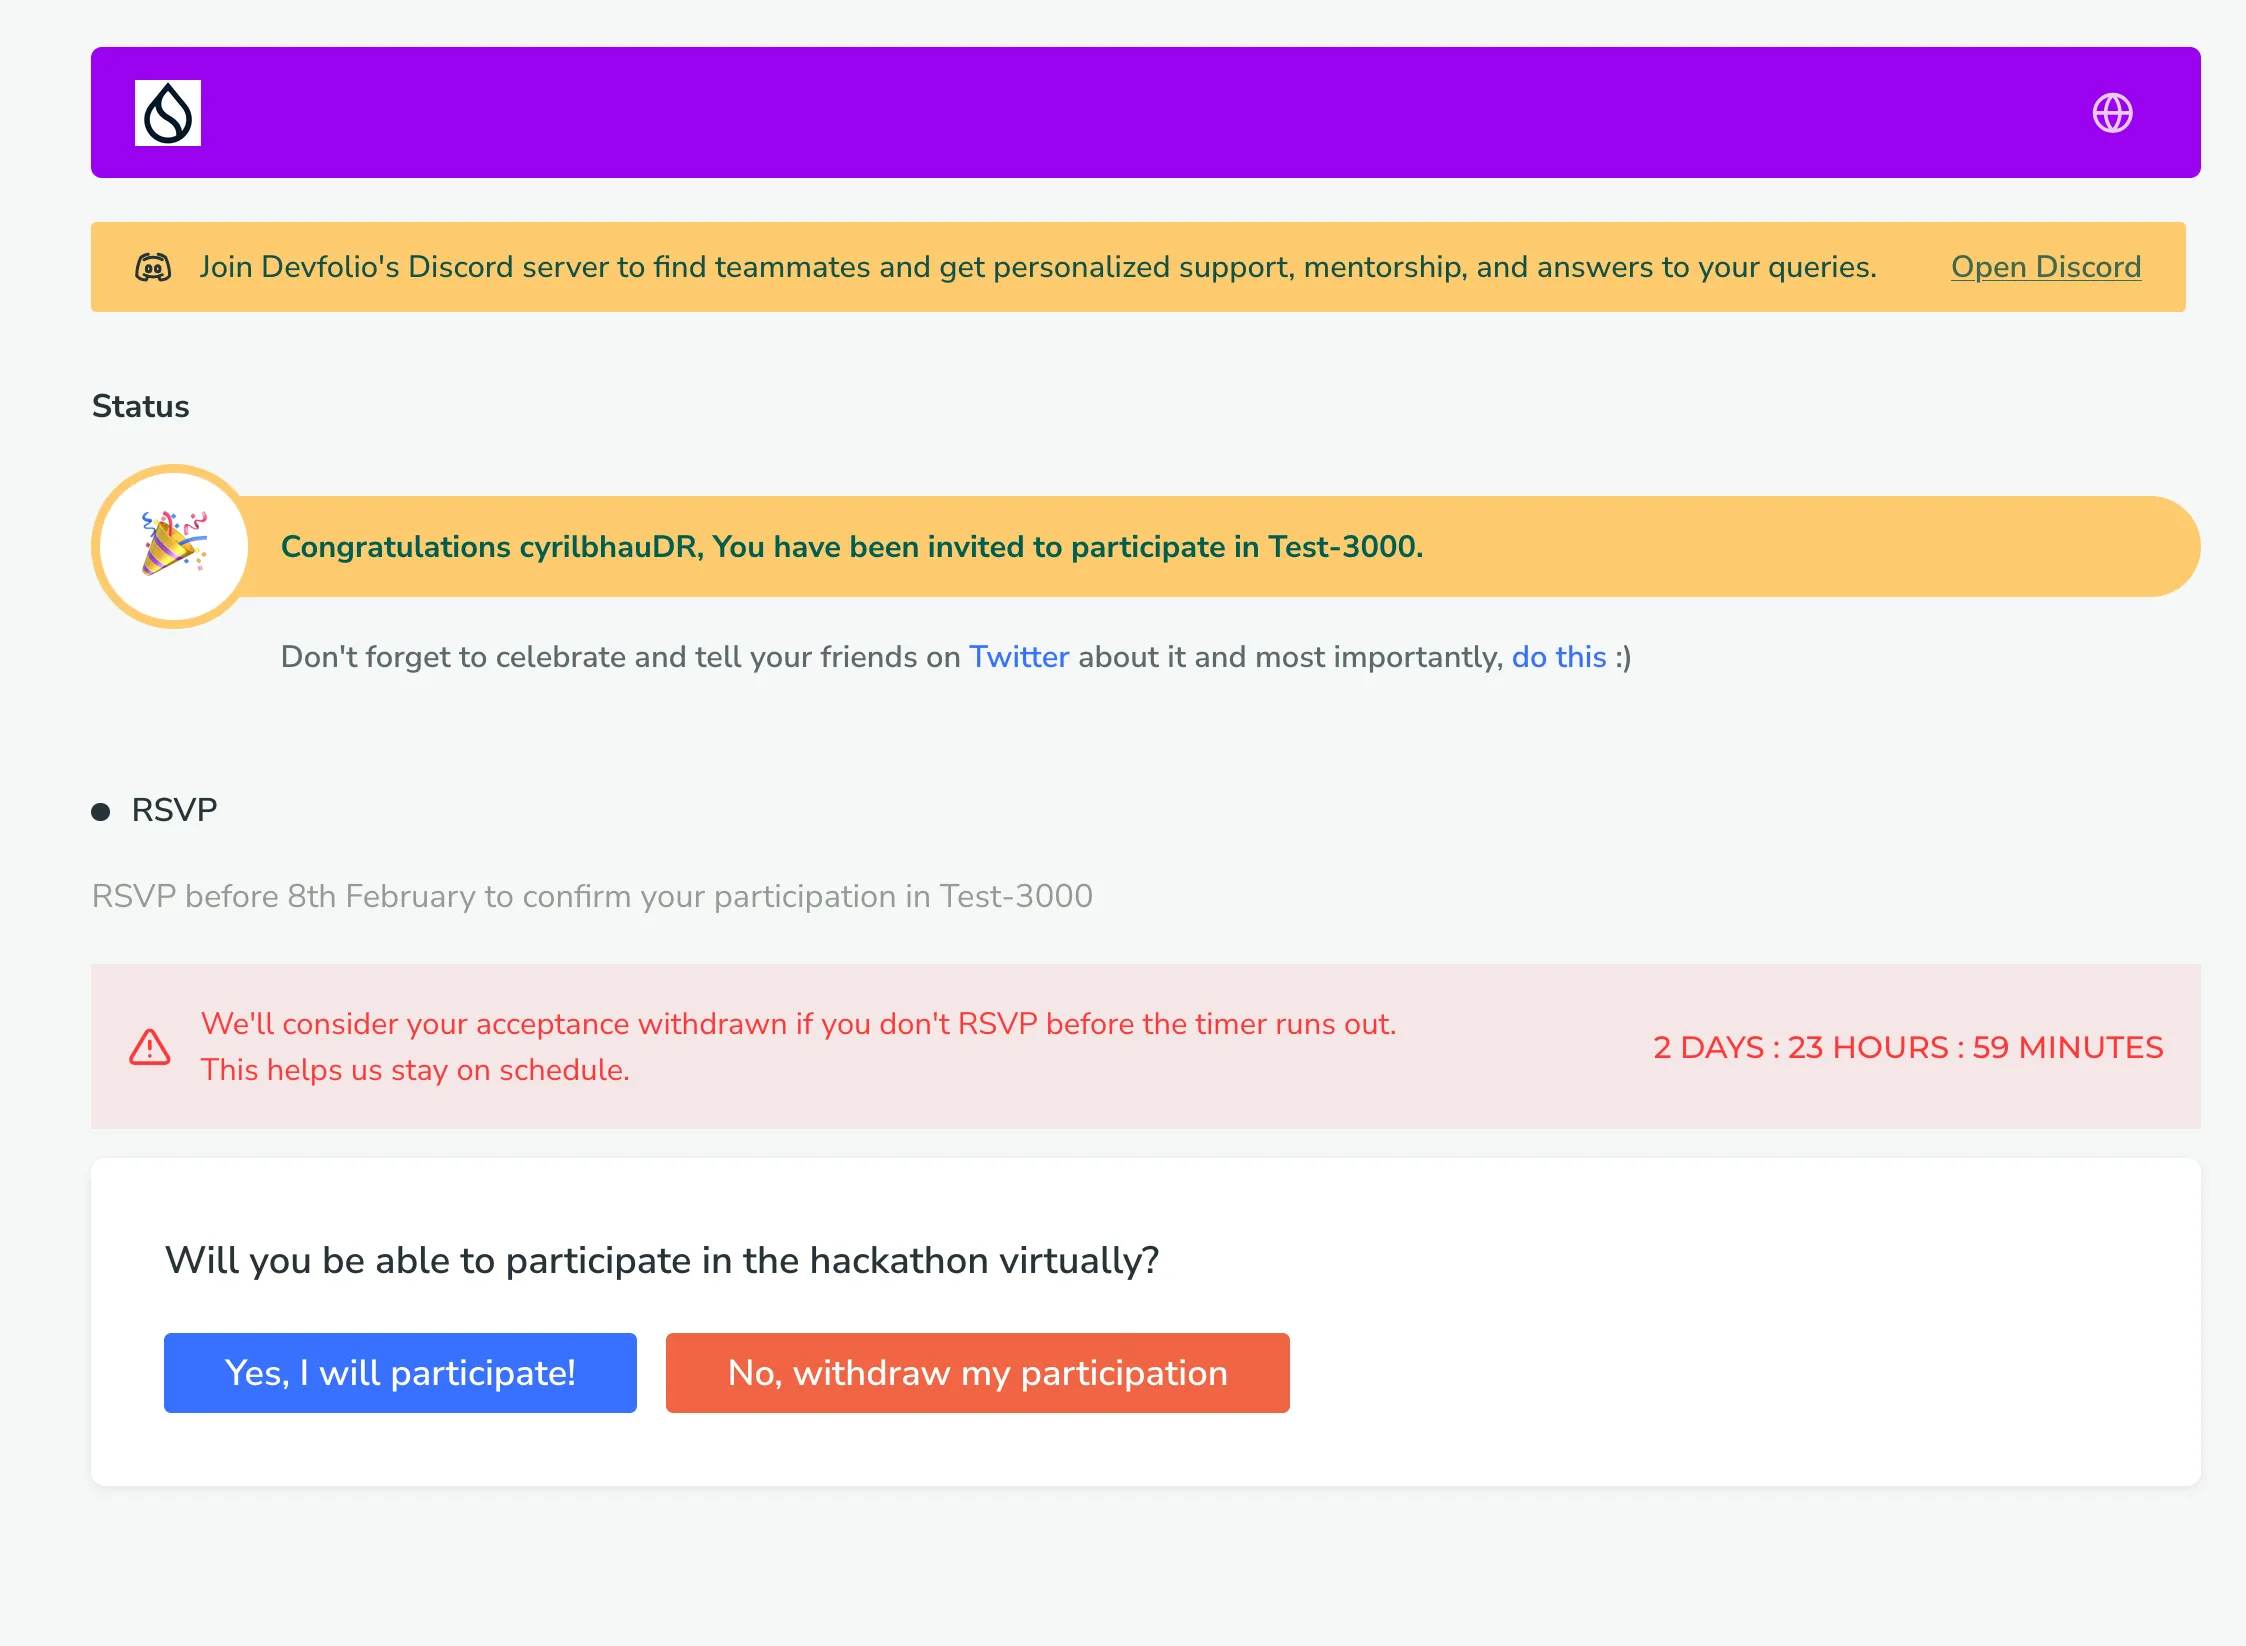 Join Devfolio's Discord server to find teammates and get personalized support, mentorship, and answers to your queries. Open Discord
Status
Congratulations cyrilbhauDR, You have been invited to participate in Test-3000.
Don't forget to celebrate and tell your friends on Twitter about it and most importantly, do this :)
RSVP
RSVP before 8th February to confirm your participation in Test-3000
We'll consider your acceptance withdrawn if you don't RSVP before the timer runs out.
This helps us stay on schedule.
2 DAYS : 23 HOURS : 59 MINUTES
Will you be able to participate in the hackathon virtually?
Yes, I will participate! No, withdraw my participation